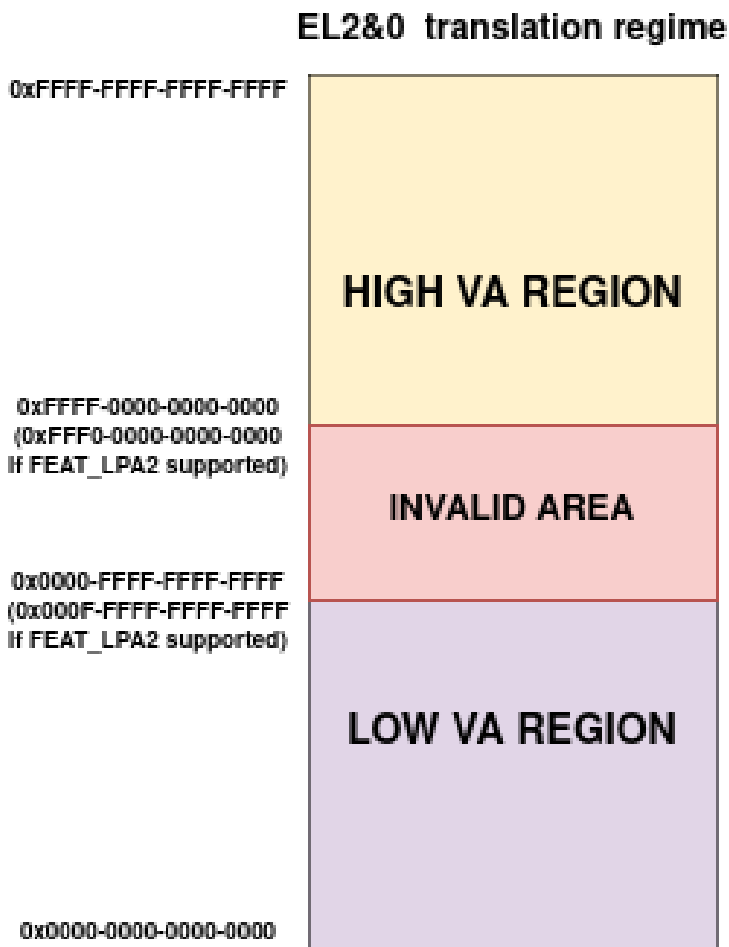 EL2&0 translation regime
0xFFFF-FFFF-FFFF-FFFF
HIGH VA REGION
0xFFFF-0000-0000-0000
(0xFFF0-0000-0000-0000
If FEAT_LPA2 supported)
INVALID AREA
0x0000-FFFF-FFFF-FFFF
(0x000F-FFFF-FFFF-FFFF
If FEAT_LPA2 supported)
LOW VA REGION
0x0000-0000-0000-0000